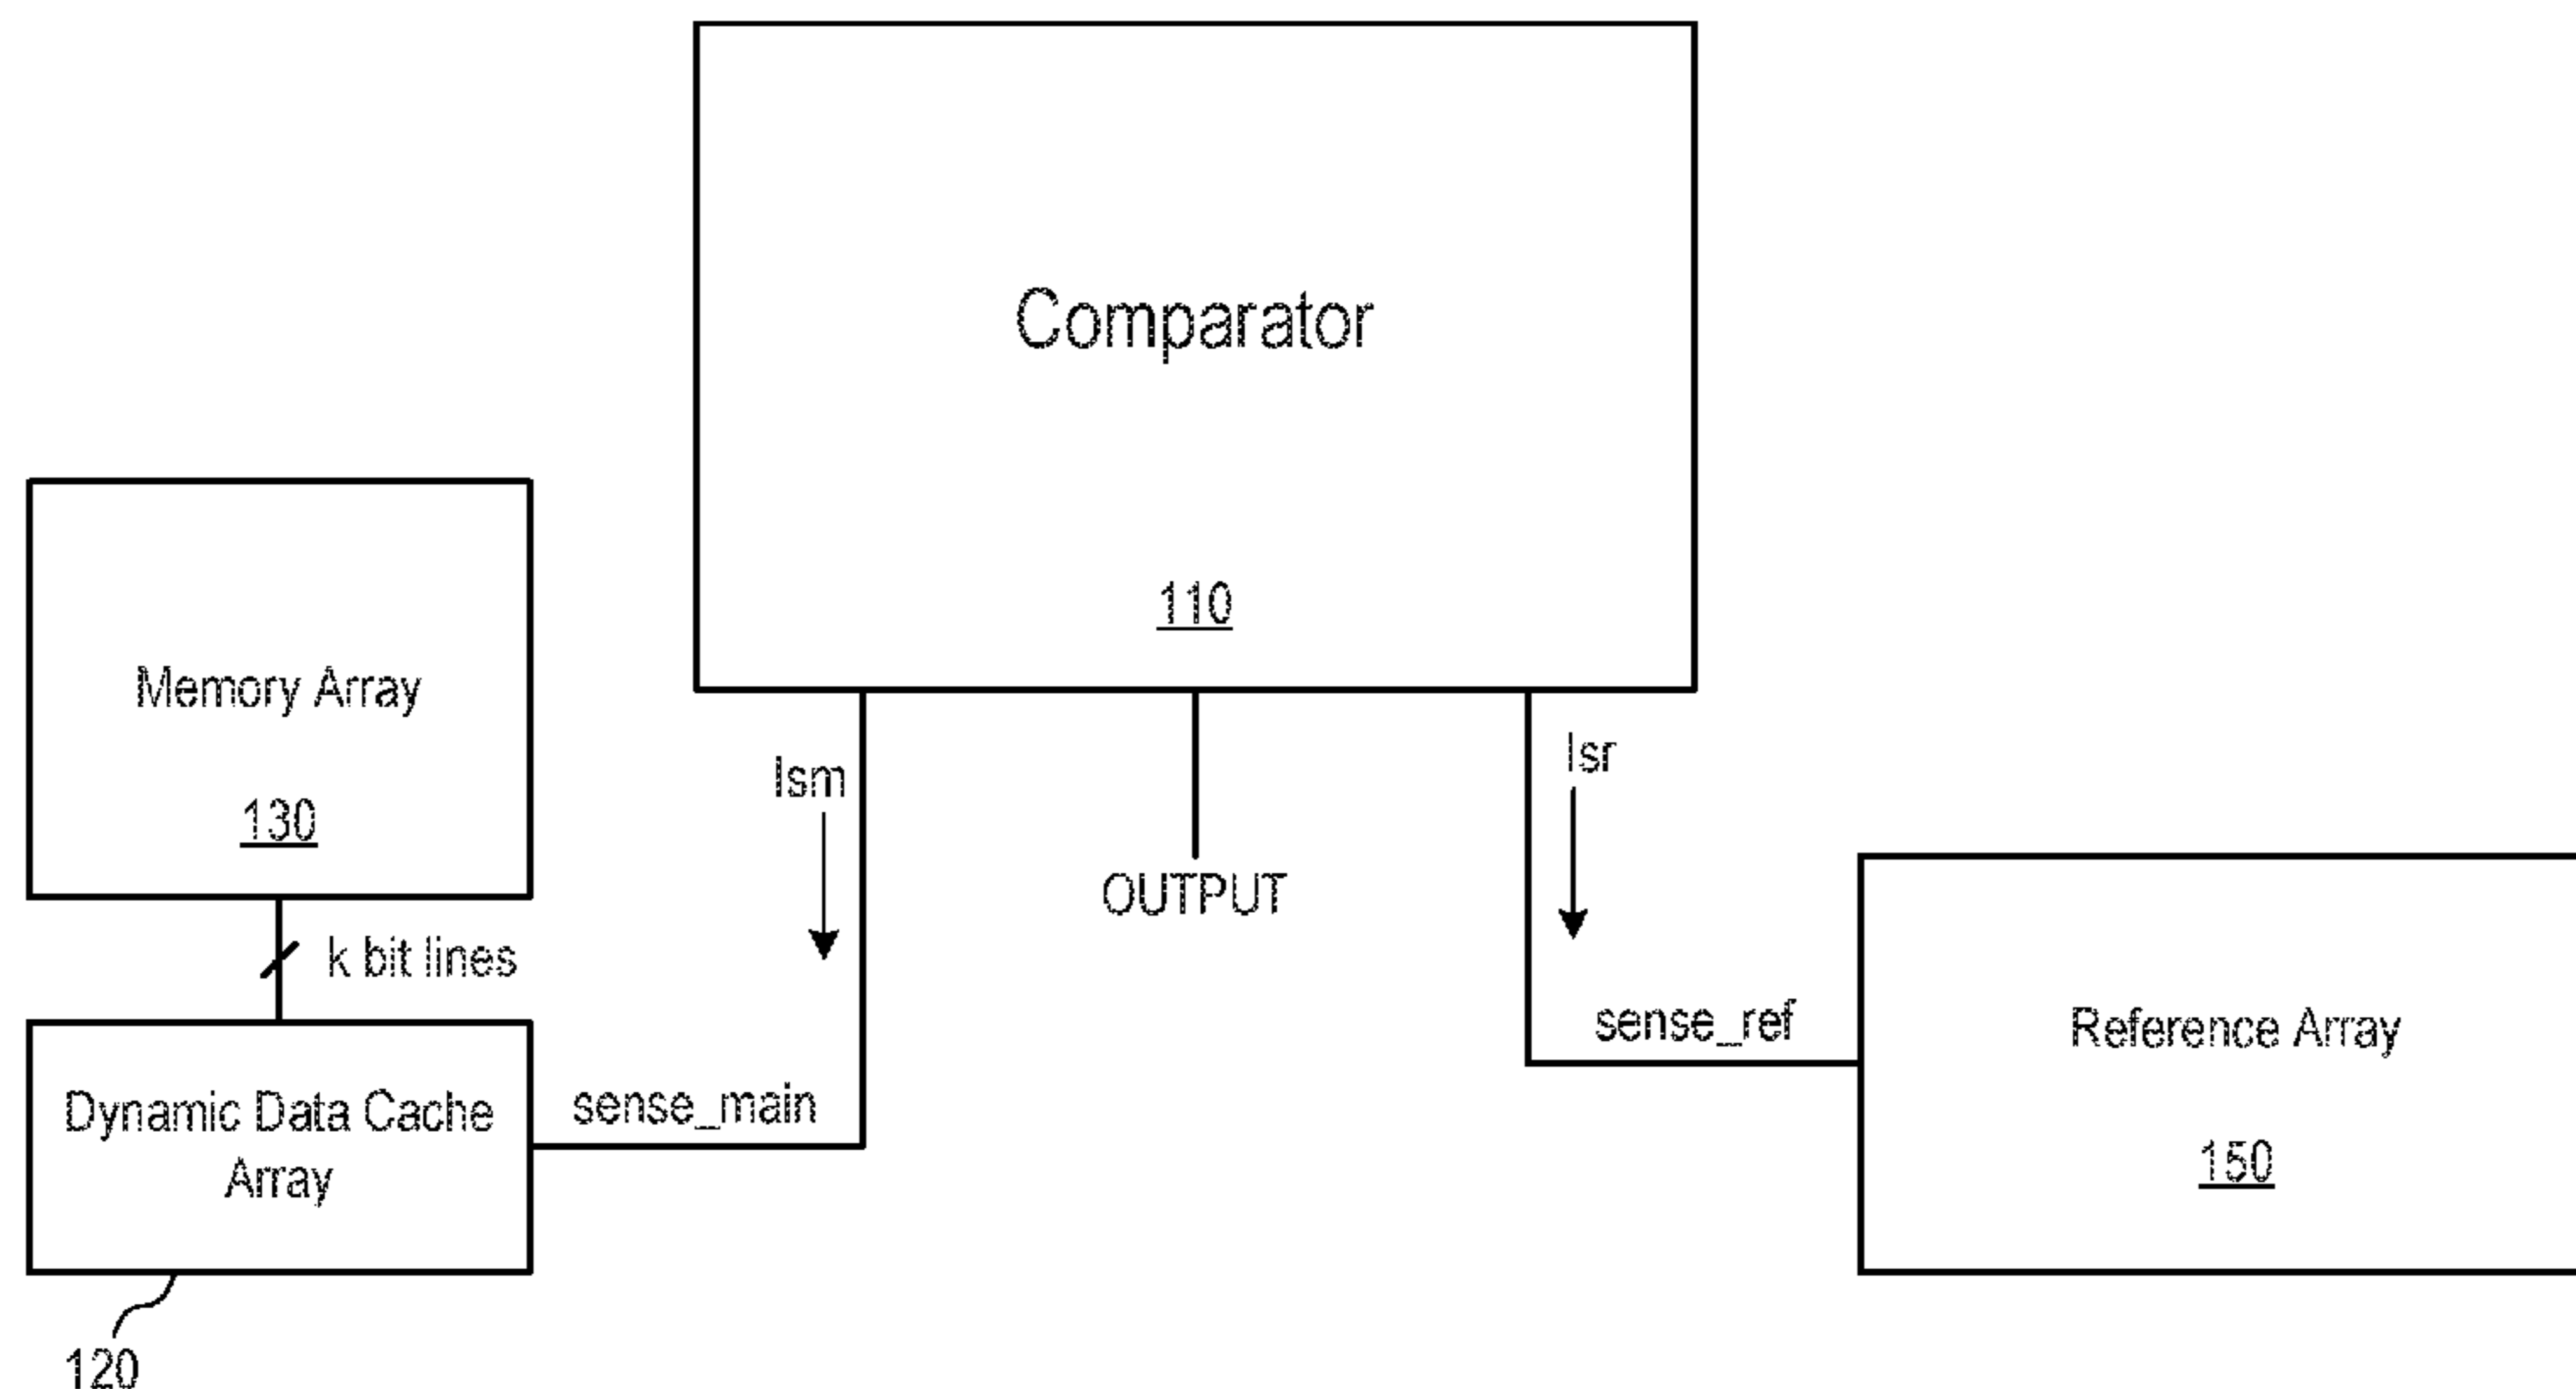 Comparator
110
Memory Array
130
Ism
Isr
OUTPUT
k bit lines
sense_ref
Reference Array
150
Dynamic Data Cache
Array
sense_main
120